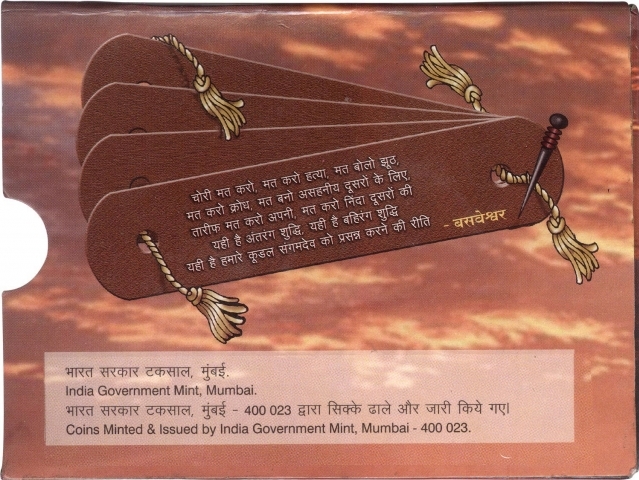 चोरी मत करो, मत करो हत्या, मत बोलो झूठ,
मत करो क्रोध, मत बनो असहनीय दूसरों के लिए,
तारीफ मत करो अपनी, मत करो निंदा दूसरों की
यही है अंतरंग शुद्धि, यही है बहिरंग शुद्धि
यही है हमारे कूडल संगमदेव को प्रसन्न करने की रीति
- बसवेश्वर
भारत सरकार टकसाल, मुंबई.
India Government Mint, Mumbai.
भारत सरकार टकसाल, मुंबई - 400 023 द्वारा सिक्के ढाले और जारी किये गए।
Coins Minted & Issued by India Government Mint, Mumbai - 400 023.